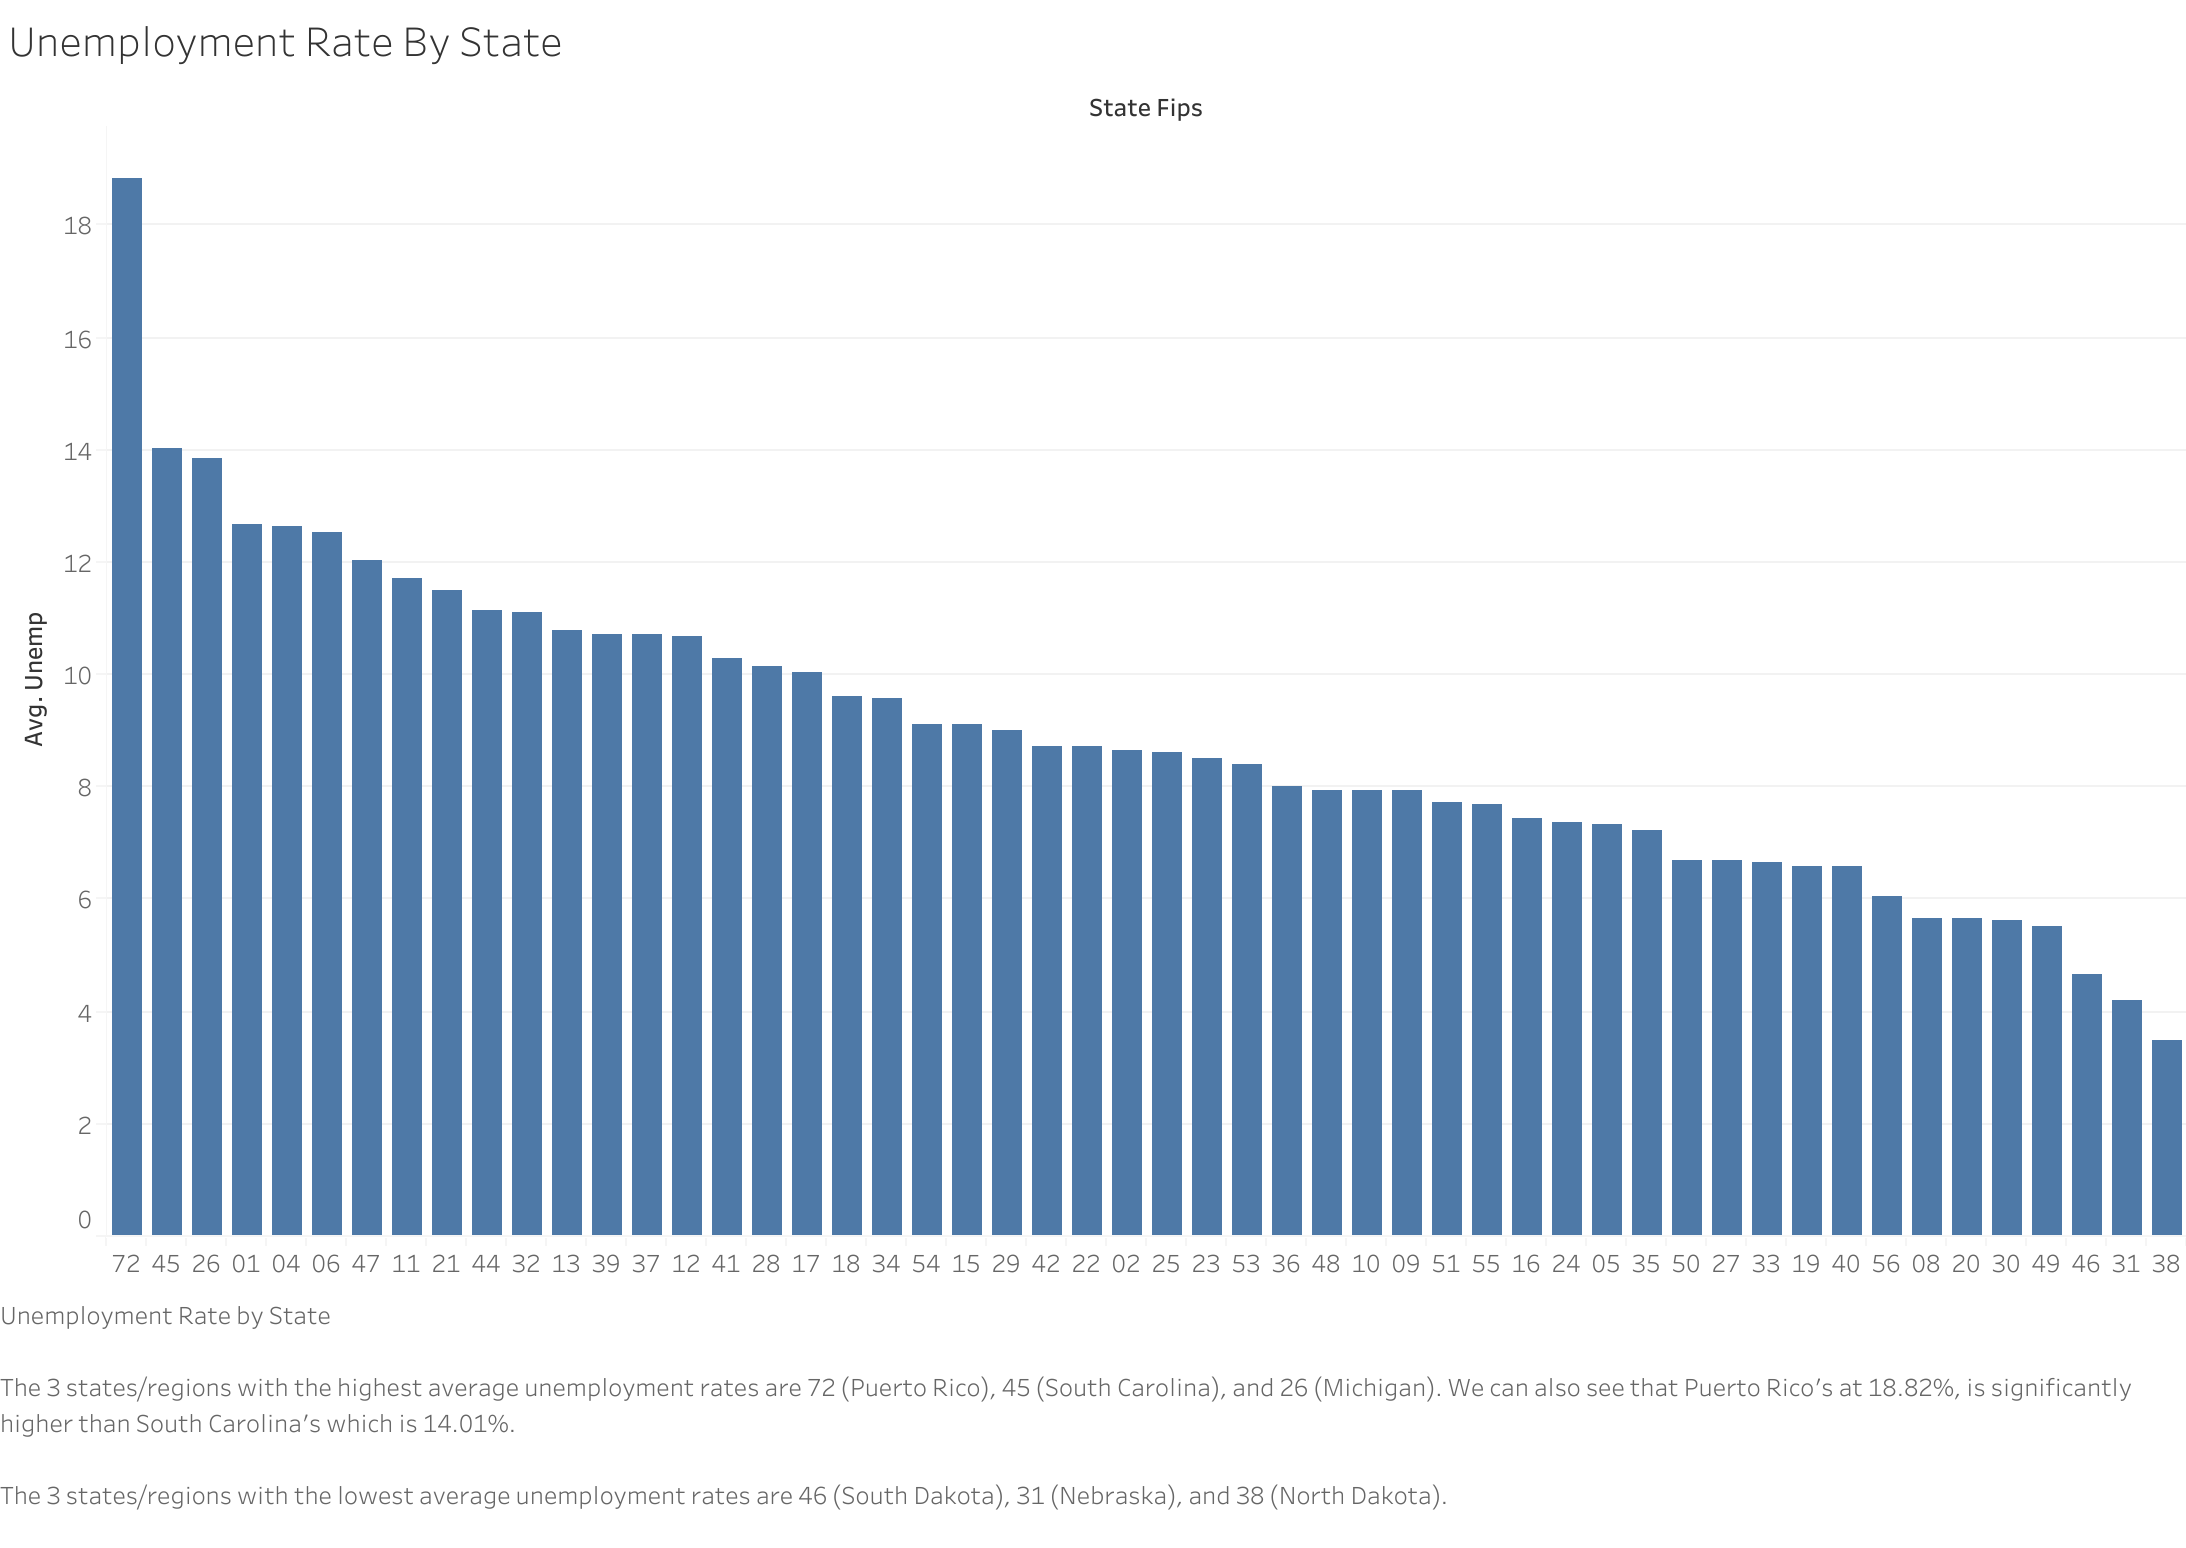 Unemployment Rate By State
State Fips
Avg. Unemp
18
16
14
12
10
8
6
4
2
0
72 45 26 01 04 06 47 11 21 44 32 13 39 37 12 41 28 17 18 34 54 15 29 42 22 02 25 23 53 36 48 10 09 51 55 16 24 05 35 50 27 33 19 40 56 08 20 30 49 46 31 38
Unemployment Rate by State
The 3 states/regions with the highest average unemployment rates are 72 (Puerto Rico), 45 (South Carolina), and 26 (Michigan). We can also see that Puerto Rico’s at 18.82%, is significantly
higher than South Carolina’s which is 14.01%.
The 3 states/regions with the lowest average unemployment rates are 46 (South Dakota), 31 (Nebraska), and 38 (North Dakota).